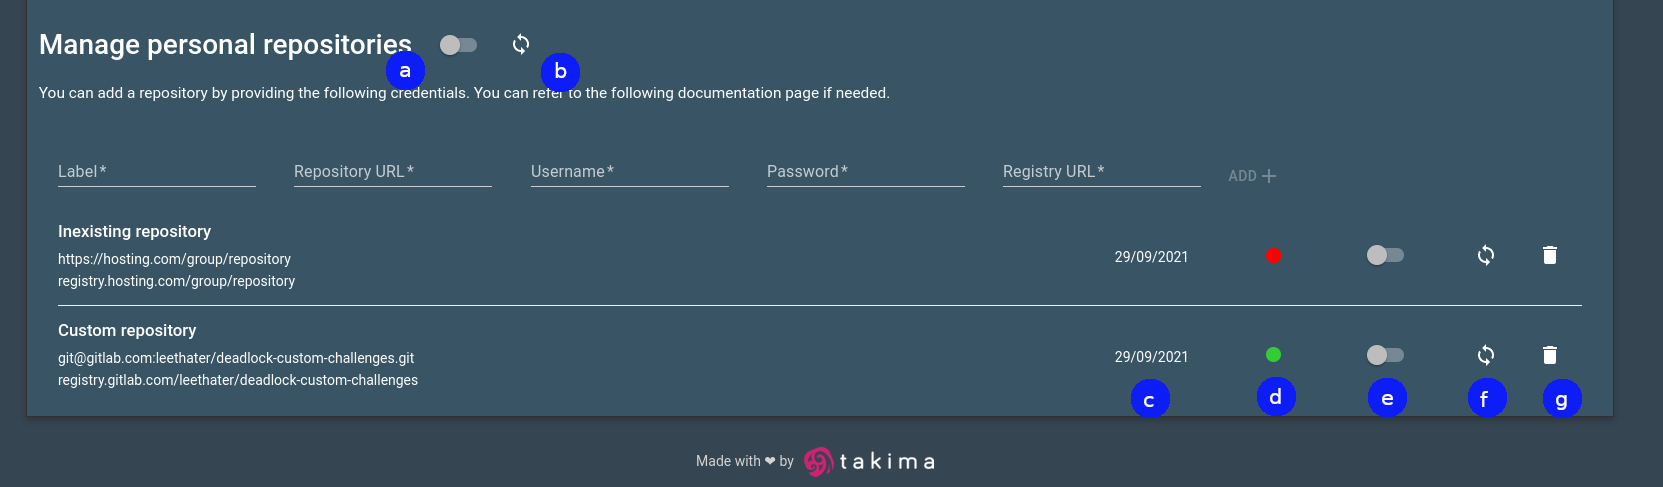 Manage personal repositories
a
b
You can add a repository by providing the following credentials. You can refer to the following documentation page if needed.
Label* Repository URL* Username* Password* Registry URL* ADD
Inexisting repository
https://hosting.com/group/repository 29/09/2021
registry.hosting.com/group/repository
Custom repository
git@gitlab.com:leethater/deadlock-custom-challenges.git 29/09/2021
registry.gitlab.com/leethater/deadlock-custom-challenges
c d e f g
Made with ❤ by takima